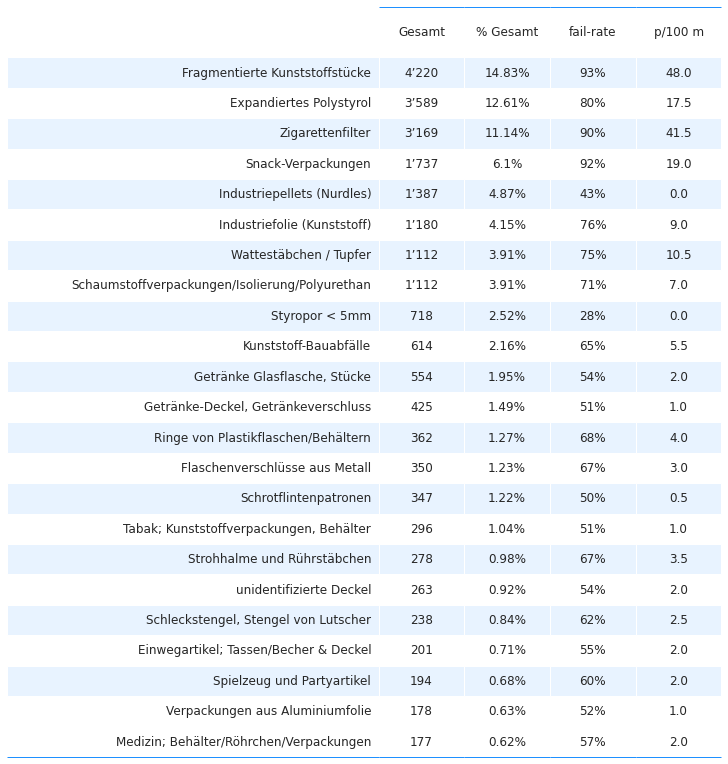 Gesamt % Gesamt fail-rate p/100 m
Fragmentierte Kunststoffstücke 4’220 14.83% 93% 48.0
Expandiertes Polystyrol 3’589 12.61% 80% 17.5
Zigarettenfilter 3’169 11.14% 90% 41.5
Snack-Verpackungen 1’737 6.1% 92% 19.0
Industriepellets (Nurdles) 1’387 4.87% 43% 0.0
Industriefolie (Kunststoff) 1’180 4.15% 76% 9.0
Wattestäbchen / Tupfer 1’112 3.91% 75% 10.5
Schaumstoffverpackungen/Isolierung/Polyurethan 1’112 3.91% 71% 7.0
Styropor < 5mm 718 2.52% 28% 0.0
Kunststoff-Bauabfälle 614 2.16% 65% 5.5
Getränke Glasflasche, Stücke 554 1.95% 54% 2.0
Getränke-Deckel, Getränkeverschluss 425 1.49% 51% 1.0
Ringe von Plastikflaschen/Behältern 362 1.27% 68% 4.0
Flaschenverschlüsse aus Metall 350 1.23% 67% 3.0
Schrotflintenpatronen 347 1.22% 50% 0.5
Tabak; Kunststoffverpackungen, Behälter 296 1.04% 51% 1.0
Strohhalme und Rührstäbchen 278 0.98% 67% 3.5
unidentifizierte Deckel 263 0.92% 54% 2.0
Schleckstengel, Stengel von Lutscher 238 0.84% 62% 2.5
Einwegartikel; Tassen/Becher & Deckel 201 0.71% 55% 2.0
Spielzeug und Partyartikel 194 0.68% 60% 2.0
Verpackungen aus Aluminiumfolie 178 0.63% 52% 1.0
Medizin; Behälter/Röhrchen/Verpackungen 177 0.62% 57% 2.0